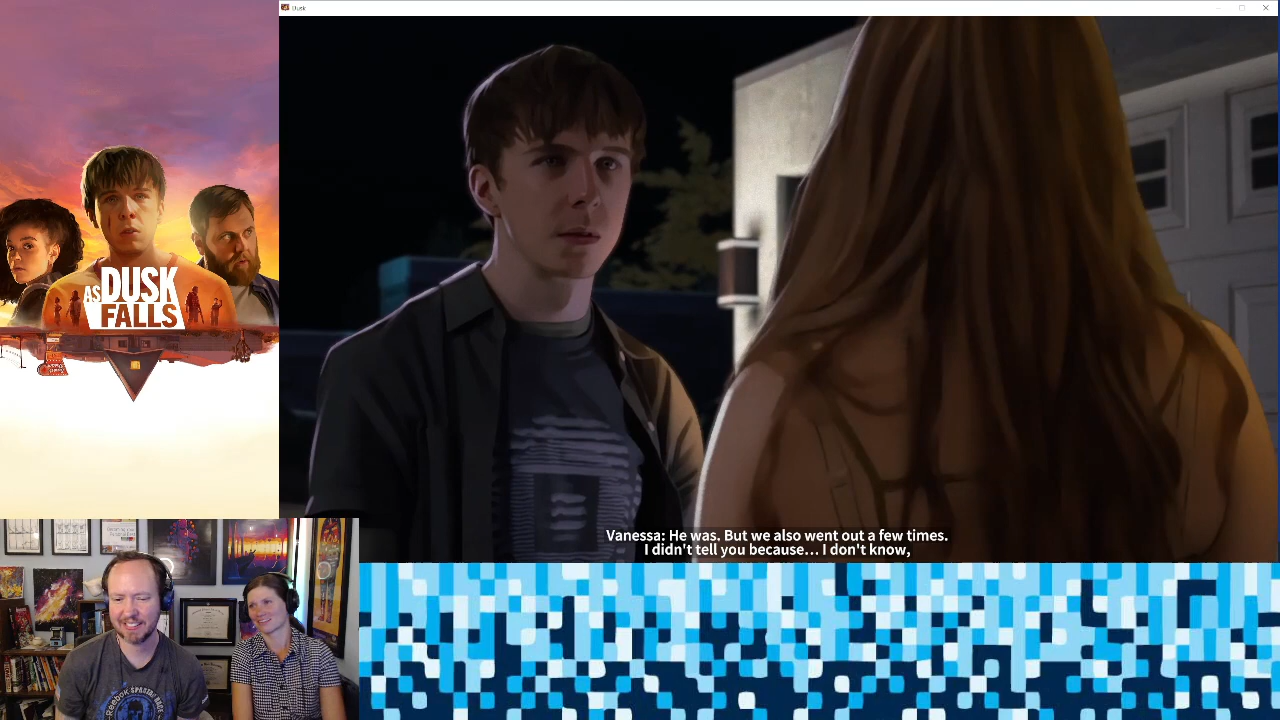 Dusk
AS DUSK
FALLS
Vanessa: He was. But we also went out a few times.
I didn't tell you because... I don't know,